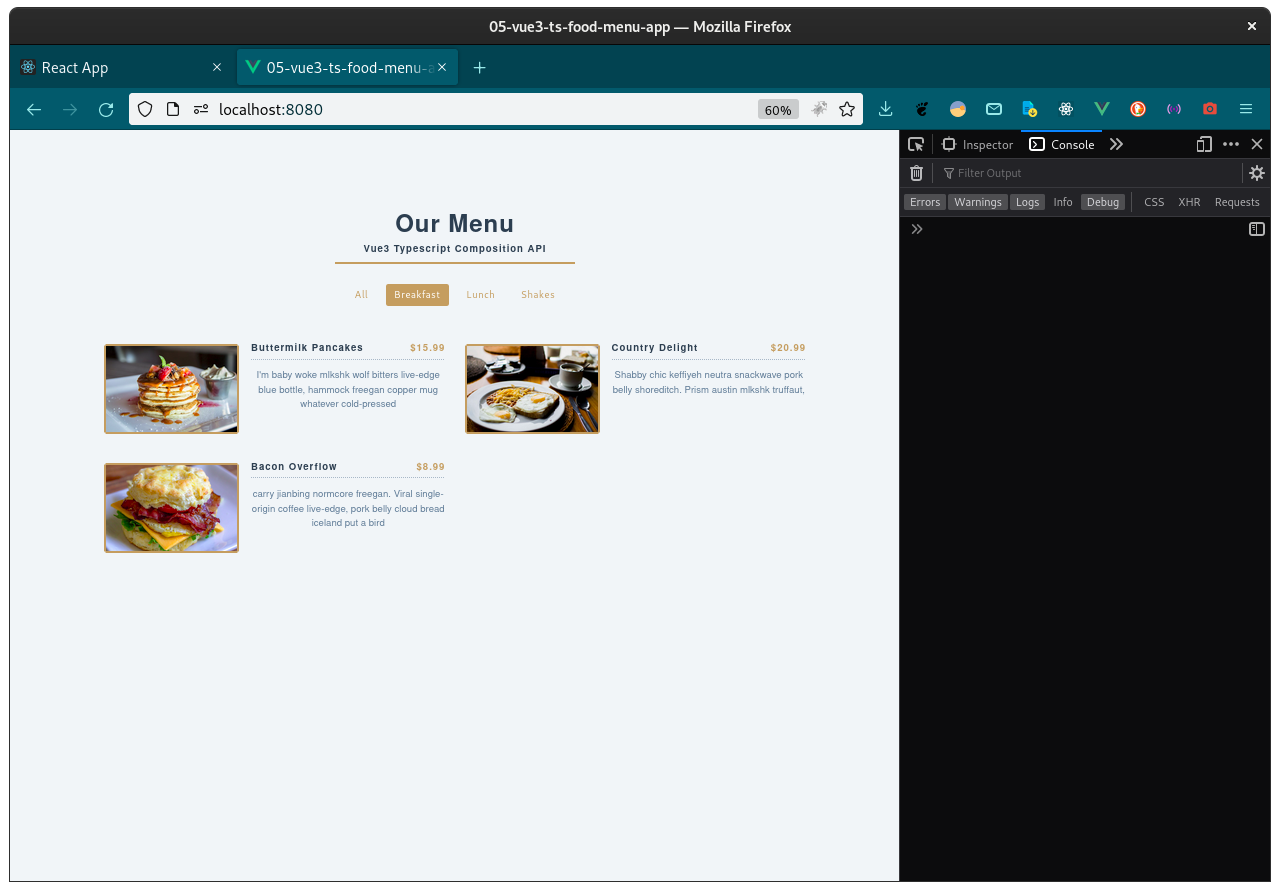 05-vue3-ts-food-menu-app — Mozilla Firefox
React App
05-vue3-ts-food-menu-a
localhost:8080
60%
Inspector
Console
Filter Output
Errors Warnings Logs Info Debug CSS XHR Requests
Our Menu
Vue3 Typescript Composition API
All Breakfast Lunch Shakes
Buttermilk Pancakes $15.99
I'm baby woke mlkshk wolf bitters live-edge
blue bottle, hammock freegan copper mug
whatever cold-pressed
Country Delight $20.99
Shabby chic keffiyeh neutra snackwave pork
belly shoreditch. Prism austin mlkshk truffaut,
Bacon Overflow $8.99
carry jianbing normcore freegan. Viral single-
origin coffee live-edge, pork belly cloud bread
iceland put a bird